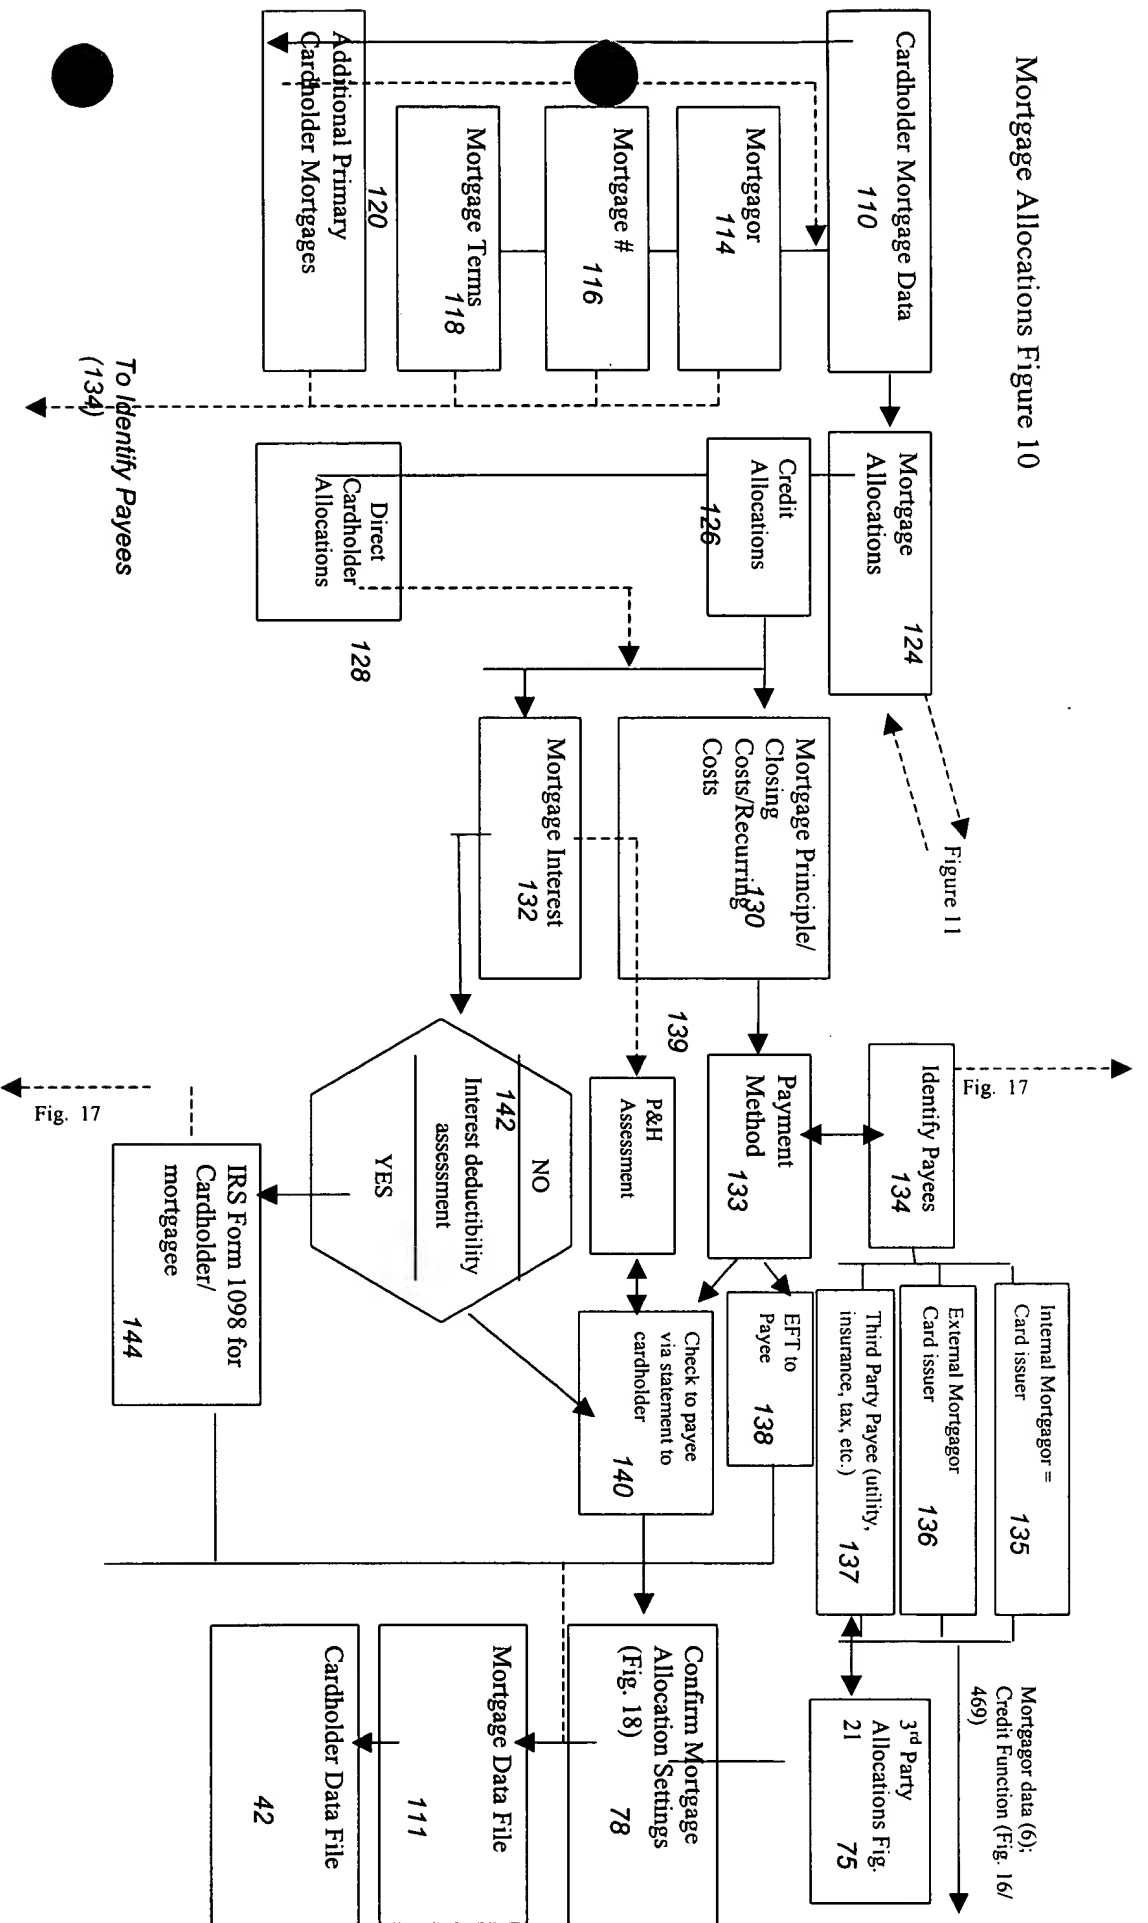 Mortgage Allocations Figure 10
Cardholder Mortgage Data
110
Mortgagor
114
Mortgage #
116
Mortgage Terms
118
120
Additional Primary
Cardholder Mortgages
To Identify Payees
(134)
Mortgage
Allocations
124
Credit
Allocations
126
Direct
Cardholder
Allocations
128
Figure 11
Mortgage Principle/
Closing
Costs/Recurring
Costs
130
Mortgage Interest
132
Fig. 17
Identify Payees
134
Payment
Method
133
139
P&H
Assessment
NO
142
Interest deductibility
assessment
YES
IRS Form 1098 for
Cardholder/
mortgagee
144
Fig. 17
Internal Mortgagor =
Card issuer
135
External Mortgagor
Card issuer
136
Third Party Payee (utility,
insurance, tax, etc.)
137
EFT to
Payee
138
Check to payee
via statement to
cardholder
140
Mortgagor data (6);
Credit Function (Fig. 16/
469)
3rd Party
Allocations Fig.
21
75
Confirm Mortgage
Allocation Settings
(Fig. 18)
78
Mortgage Data File
111
Cardholder Data File
42